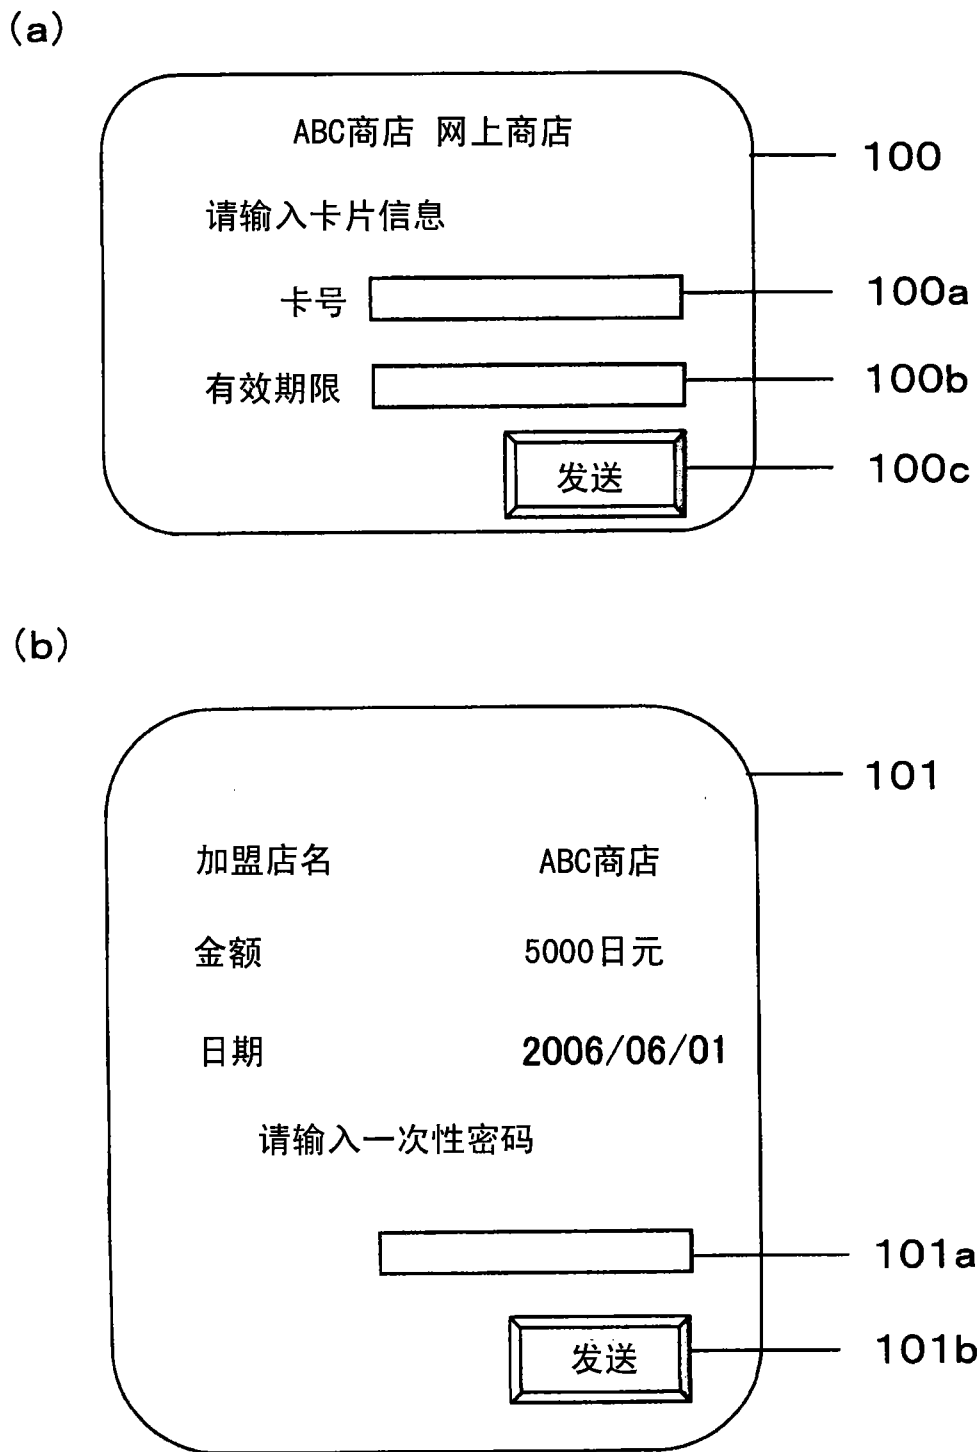 (a)
ABC商店 网上商店
100
请输入卡片信息
卡号
100a
有效期限
100b
发送
100c
(b)
101
加盟店名 ABC商店
金额 5000日元
日期 2006/06/01
请输入一次性密码
101a
发送
101b